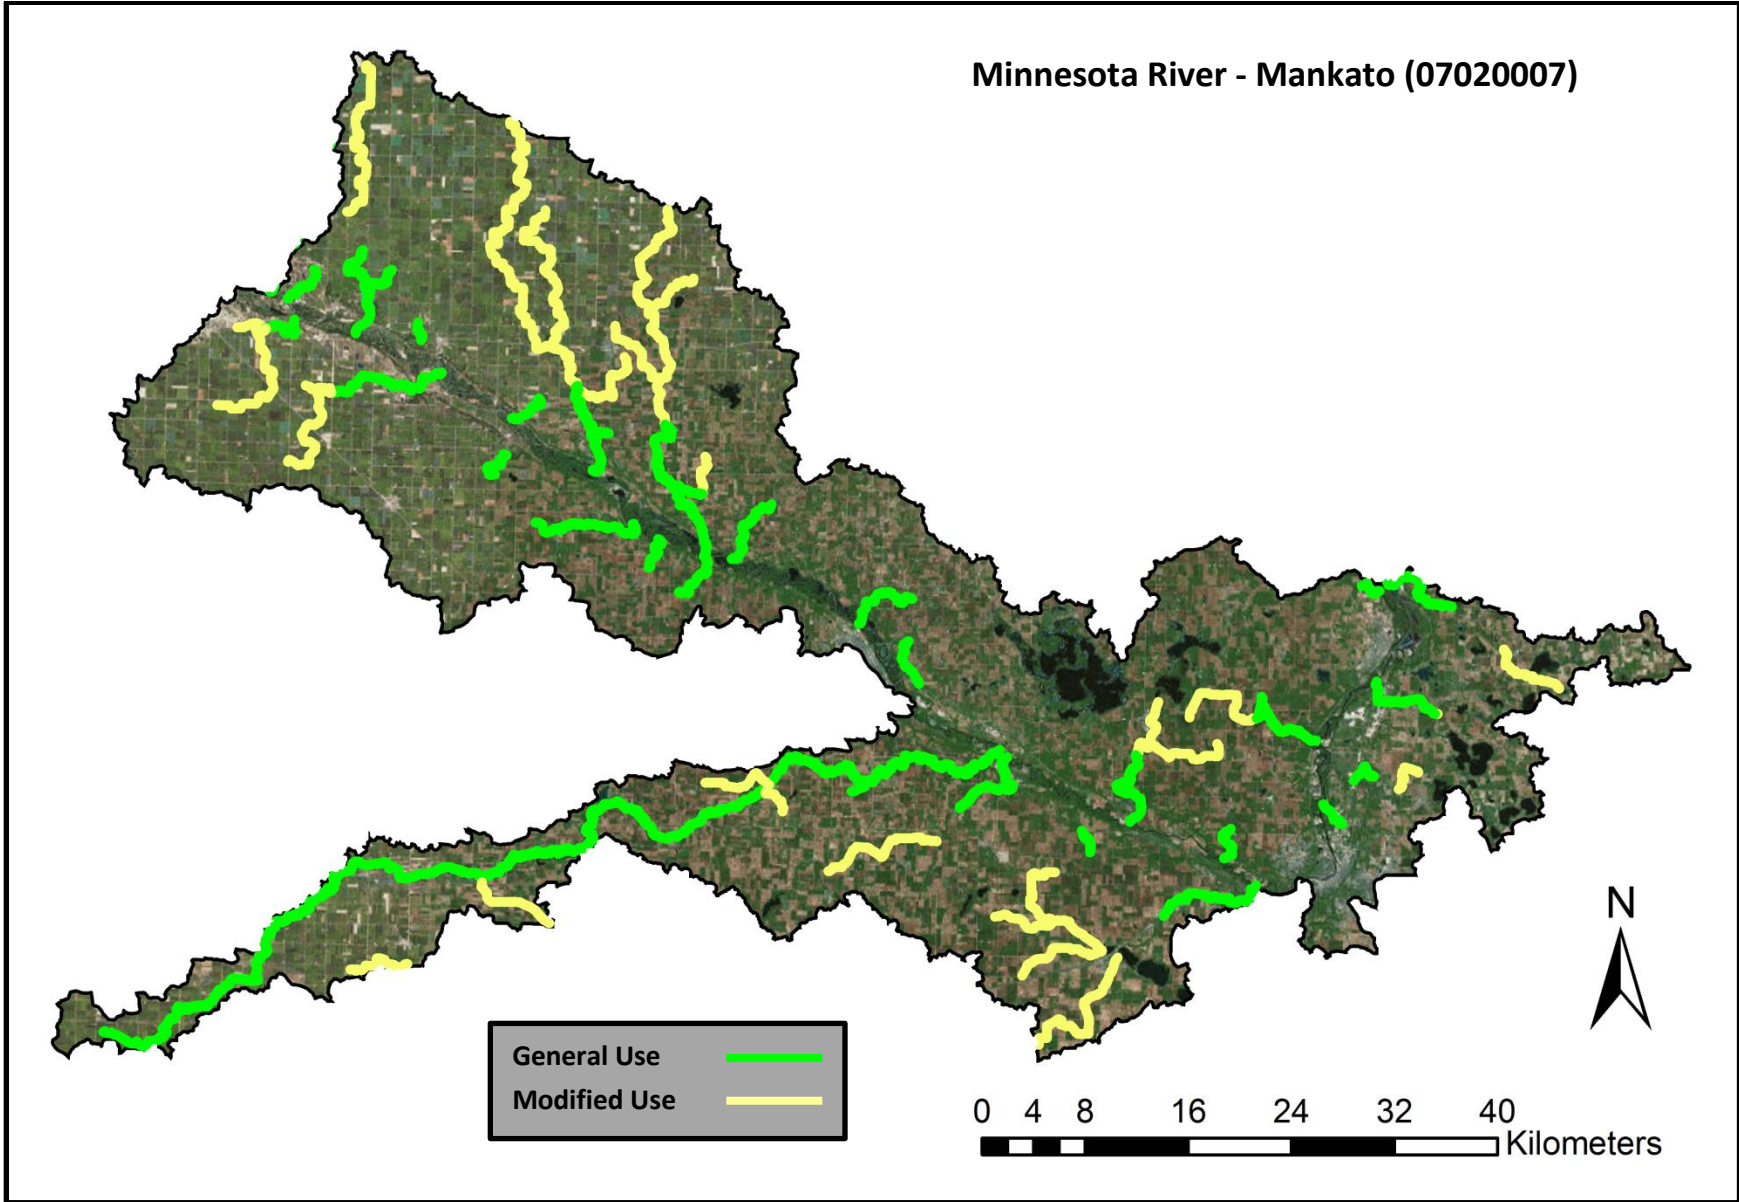 Minnesota River - Mankato (07020007)
N
General Use
Modified Use
0 4 8 16 24 32 40
Kilometers